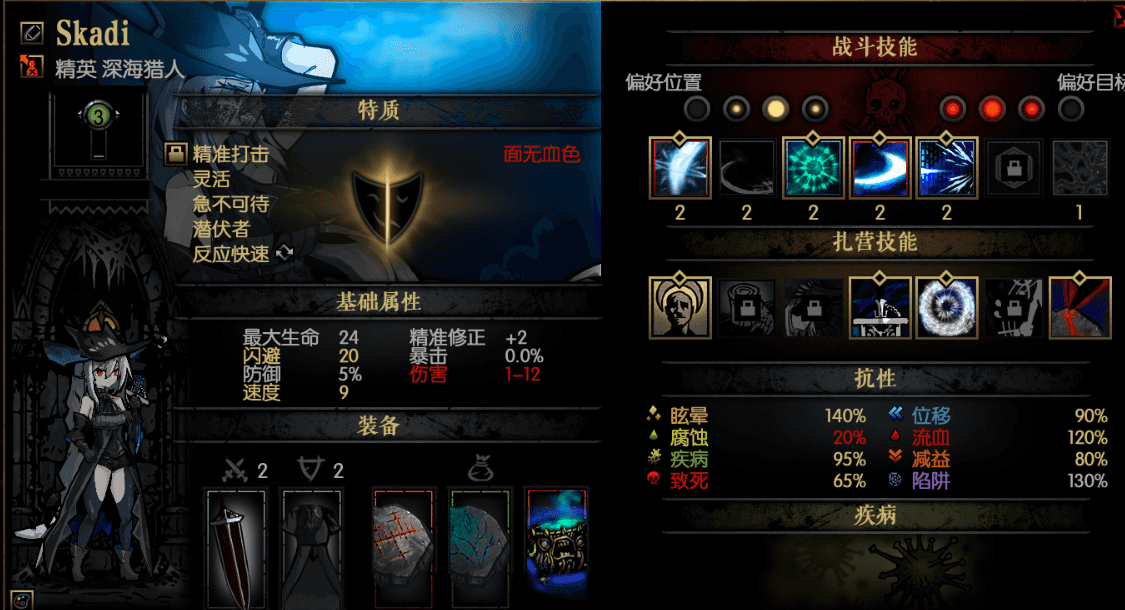 Skadi
精英 深海猎人
3
特质
精准打击
面无血色
灵活
急不可待
潜伏者
反应快速
基础属性
最大生命 24 精准修正 +2
闪避 20 暴击 0.0%
防御 5% 伤害 1-12
速度 9
装备
2 2
战斗技能
偏好位置 偏好目标
2 2 2 2 2 1
扎营技能
抗性
眩晕 140% 位移 90%
腐蚀 20% 流血 120%
疾病 95% 减益 80%
致死 65% 陷阱 130%
疾病